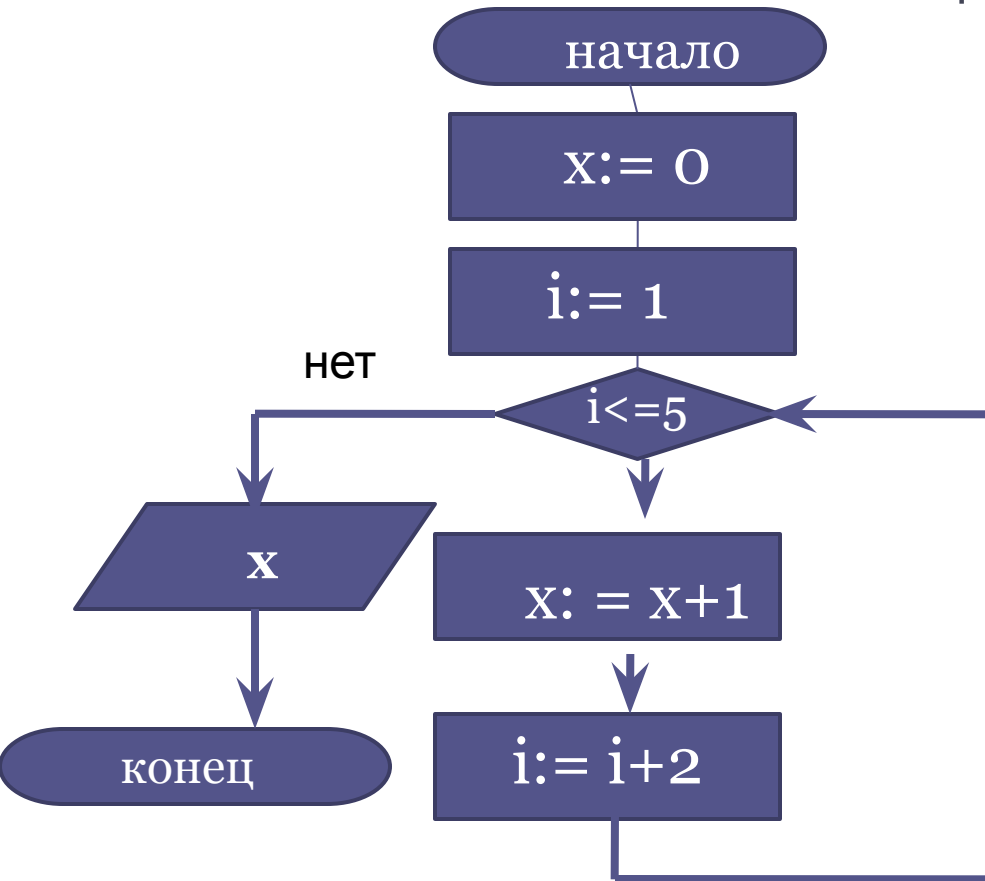 начало
x:= 0
i:= 1
нет
i<=5
x
x: = x+1
i:= i+2
конец